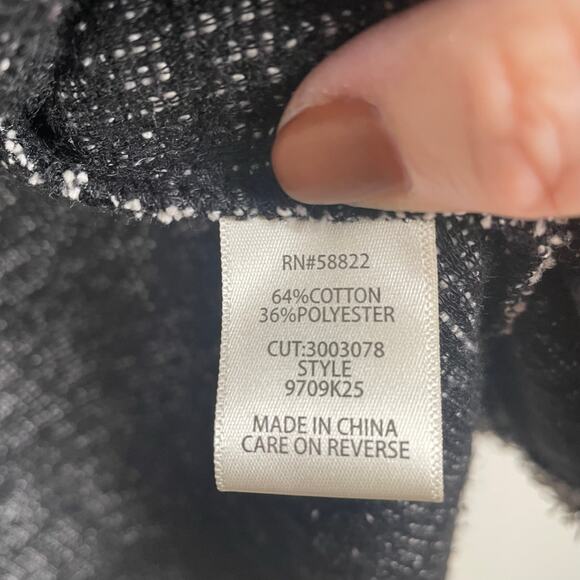 RN#58822
64%COTTON
36%POLYESTER
CUT:3003078
STYLE
9709K25
MADE IN CHINA
CARE ON REVERSE